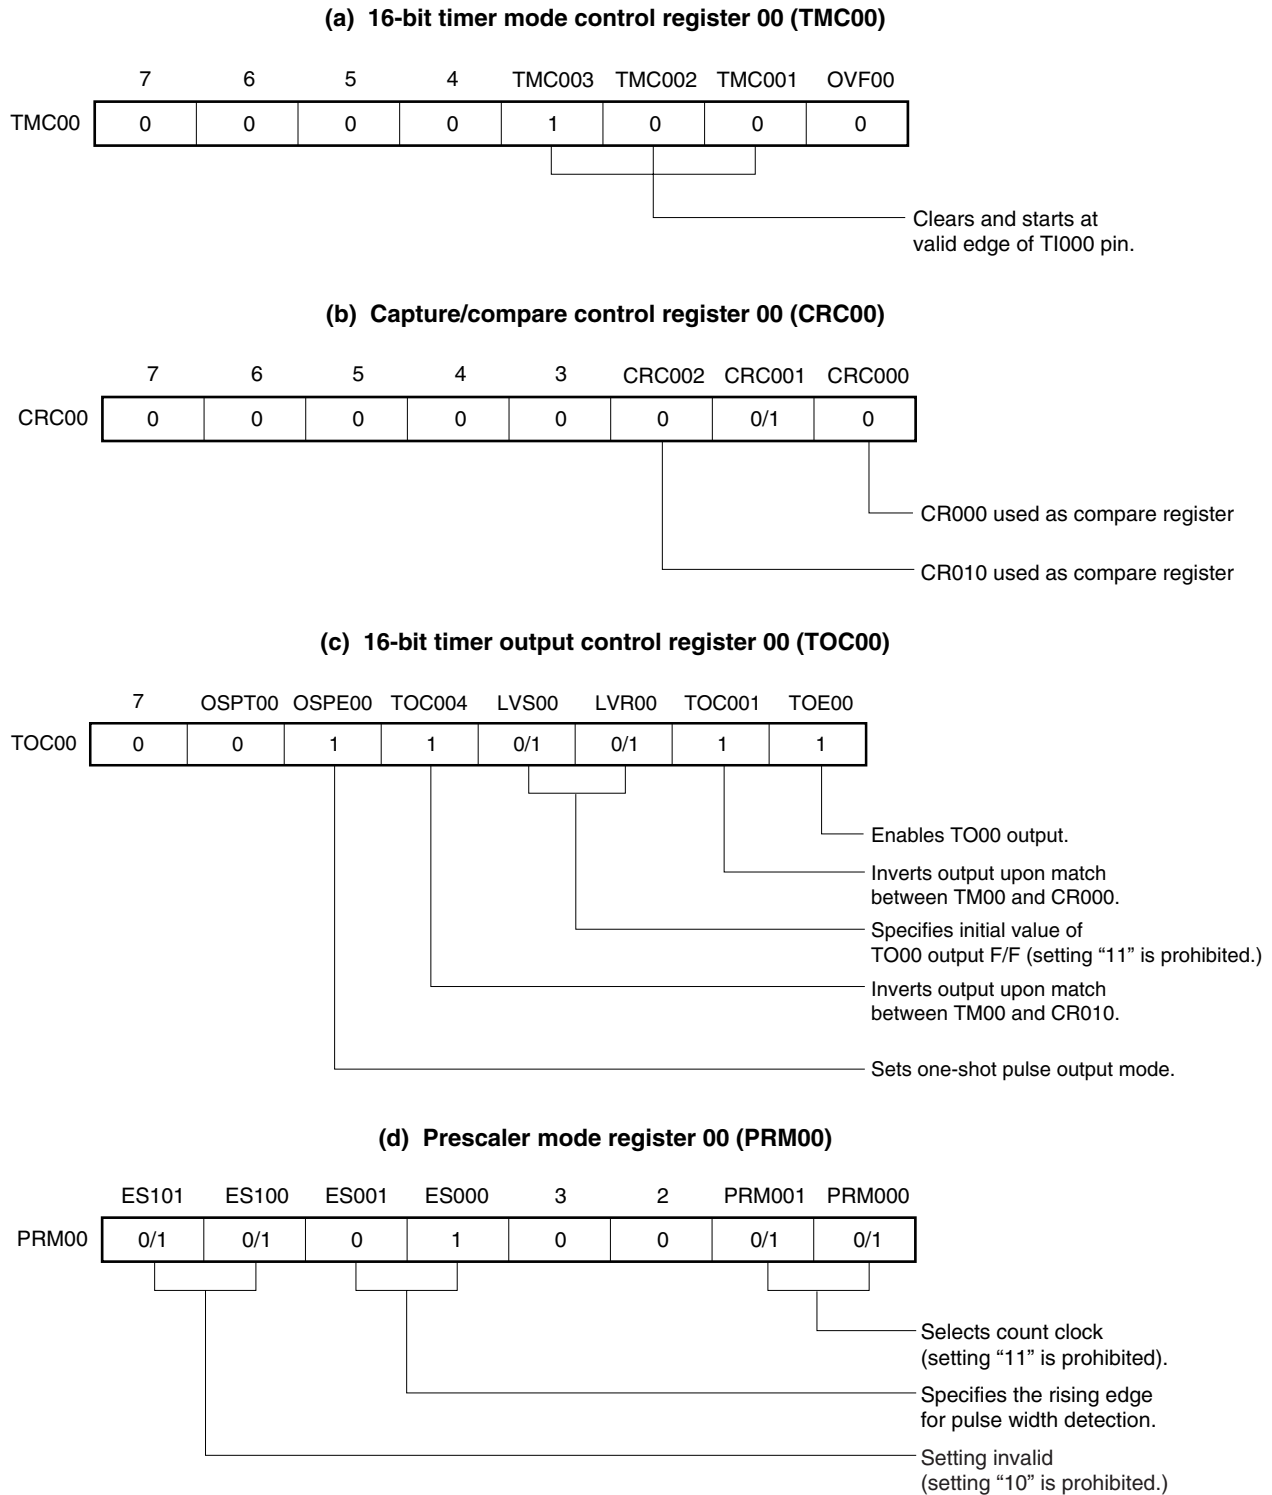 (a) 16-bit timer mode control register 00 (TMC00)
7 6 5 4 TMC003 TMC002 TMC001 OVF00
TMC00 0 0 0 0 1 0 0 0
Clears and starts at
valid edge of TI000 pin.
(b) Capture/compare control register 00 (CRC00)
7 6 5 4 3 CRC002 CRC001 CRC000
CRC00 0 0 0 0 0 0 0/1 0
CR000 used as compare register
CR010 used as compare register
(c) 16-bit timer output control register 00 (TOC00)
7 OSPT00 OSPE00 TOC004 LVS00 LVR00 TOC001 TOE00
TOC00 0 0 1 1 0/1 0/1 1 1
Enables TO00 output.
Inverts output upon match
between TM00 and CR000.
Specifies initial value of
TO00 output F/F (setting “11” is prohibited.)
Inverts output upon match
between TM00 and CR010.
Sets one-shot pulse output mode.
(d) Prescaler mode register 00 (PRM00)
ES101 ES100 ES001 ES000 3 2 PRM001 PRM000
PRM00 0/1 0/1 0 1 0 0 0/1 0/1
Selects count clock
(setting “11” is prohibited).
Specifies the rising edge
for pulse width detection.
Setting invalid
(setting “10” is prohibited.)